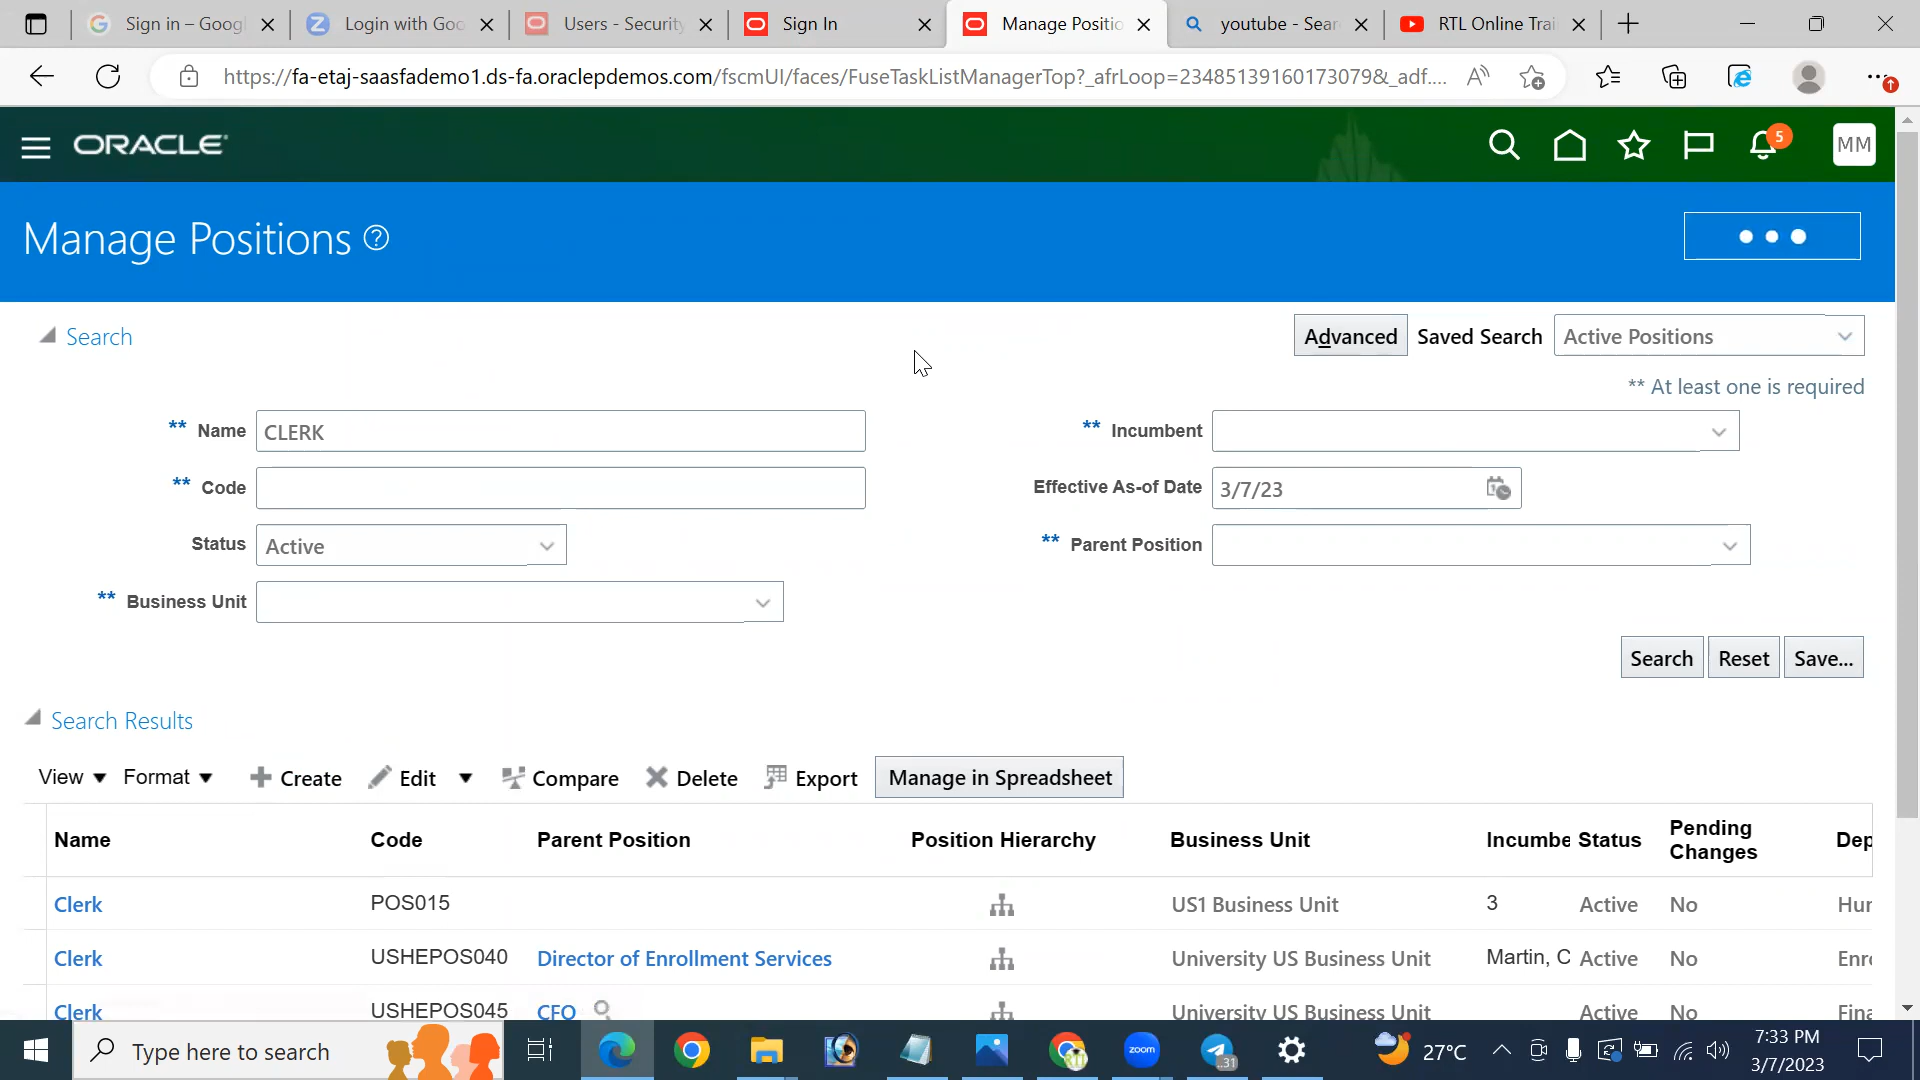 Sign in – Googl
Login with Goo
Users - Security
Sign In
Manage Positio
youtube - Sear
RTL Online Trai
https://fa-etaj-saasfademo1.ds-fa.oraclepdemos.com/fscmUI/faces/FuseTaskListManagerTop?_afrLoop=23485139160173079&_adf....
ORACLE
5
MM
Manage Positions
Search
Advanced
Saved Search
Active Positions
** At least one is required
** Name
CLERK
** Incumbent
** Code
Effective As-of Date
3/7/23
Status
Active
** Parent Position
** Business Unit
Search
Reset
Save...
Search Results
View
Format
Create
Edit
Compare
Delete
Export
Manage in Spreadsheet
Name Code Parent Position Position Hierarchy Business Unit Incumbe Status Pending Changes Dep
Clerk POS015 US1 Business Unit 3 Active No Hur
Clerk USHEPOS040 Director of Enrollment Services University US Business Unit Martin, C Active No Enro
Clerk USHEPOS045 CFO University US Business Unit Active No Fina
Type here to search
zoom
..31
27°C
7:33 PM
3/7/2023